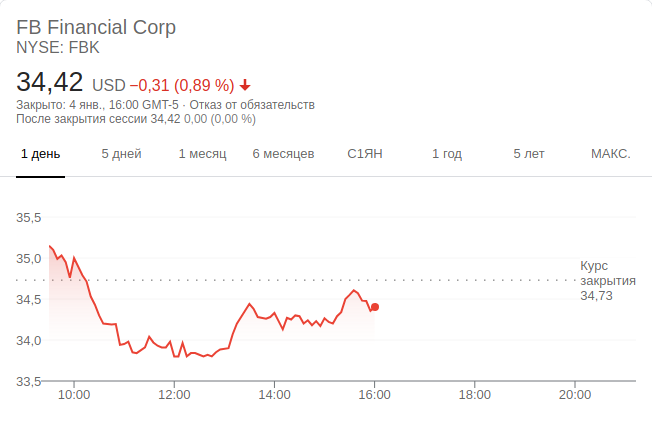 FB Financial Corp
NYSE: FBK
34,42 USD −0,31 (0,89 %)
Закрыто: 4 янв., 16:00 GMT-5 · Отказ от обязательств
После закрытия сессии 34,42 0,00 (0,00 %)
1 день 5 дней 1 месяц 6 месяцев С1ЯН 1 год 5 лет МАКС.
35,5
35,0
34,5
34,0
33,5
Курс
закрытия
34,73
10:00 12:00 14:00 16:00 18:00 20:00